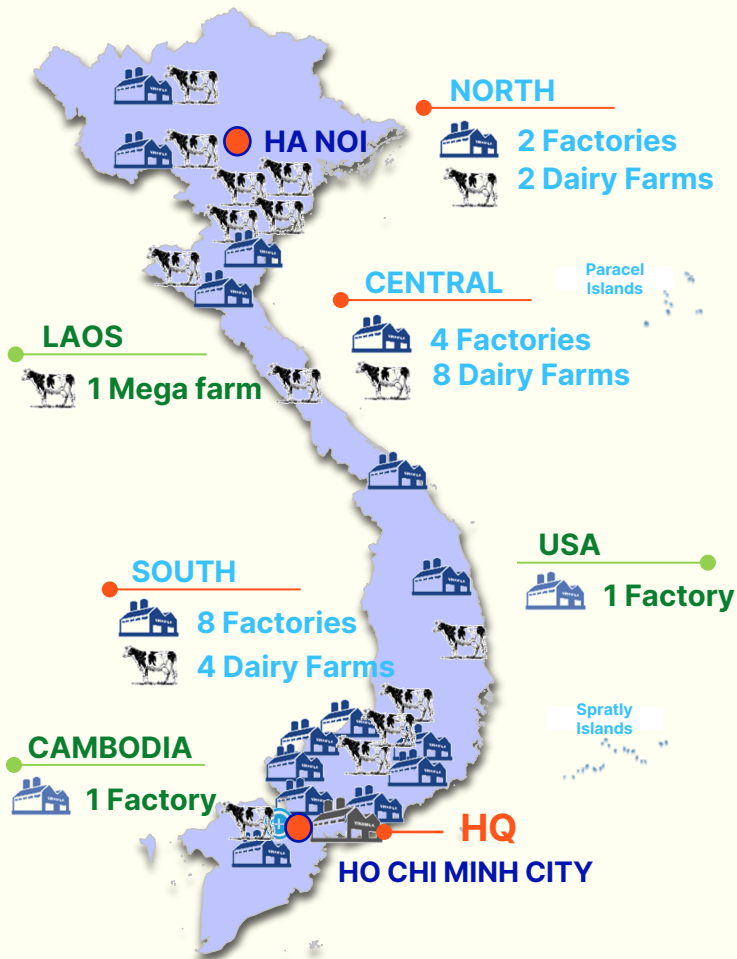 NORTH
HA NOI
2 Factories
2 Dairy Farms
Paracel
Islands
CENTRAL
4 Factories
8 Dairy Farms
LAOS
1 Mega farm
USA
1 Factory
SOUTH
8 Factories
4 Dairy Farms
Spratly
Islands
CAMBODIA
1 Factory
HQ
HO CHI MINH CITY